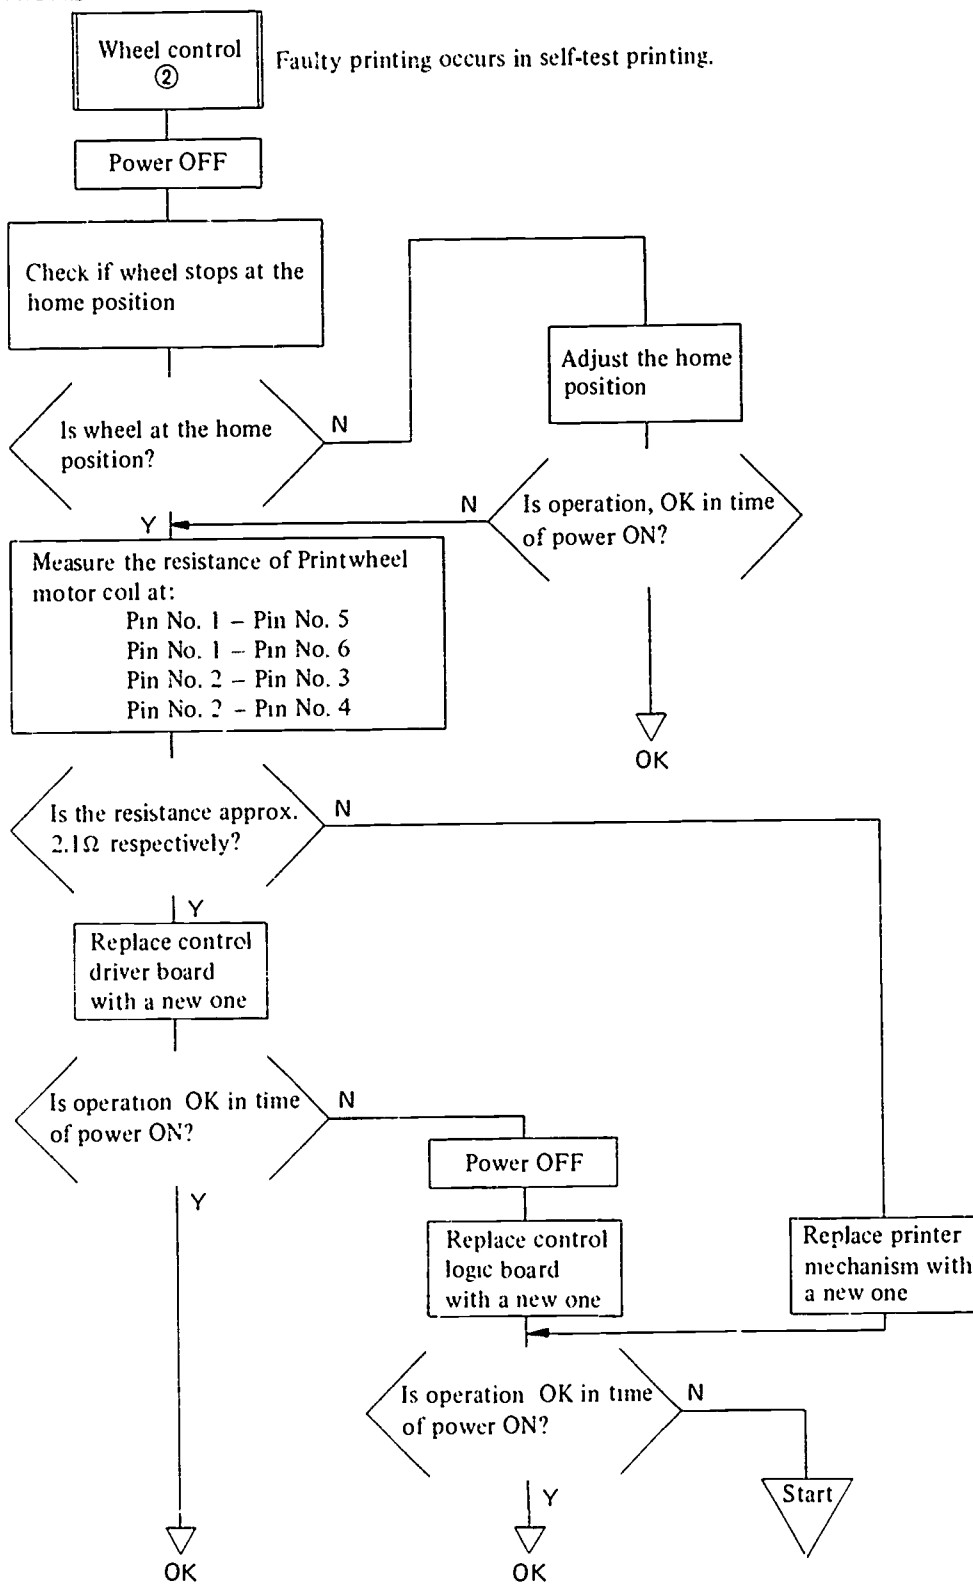 Wheel control
②
Faulty printing occurs in self-test printing.
Power OFF
Check if wheel stops at the
home position
Is wheel at the home
position?
N
Adjust the home
position
Is operation, OK in time
of power ON?
N
Y
OK
Measure the resistance of Printwheel
motor coil at:
Pin No. 1 – Pin No. 5
Pin No. 1 – Pin No. 6
Pin No. 2 – Pin No. 3
Pin No. 2 – Pin No. 4
Is the resistance approx.
2.1Ω respectively?
N
Y
Replace control
driver board
with a new one
Is operation OK in time
of power ON?
N
Y
Power OFF
Replace control
logic board
with a new one
Replace printer
mechanism with
a new one
Is operation OK in time
of power ON?
N
Y
Start
OK
OK